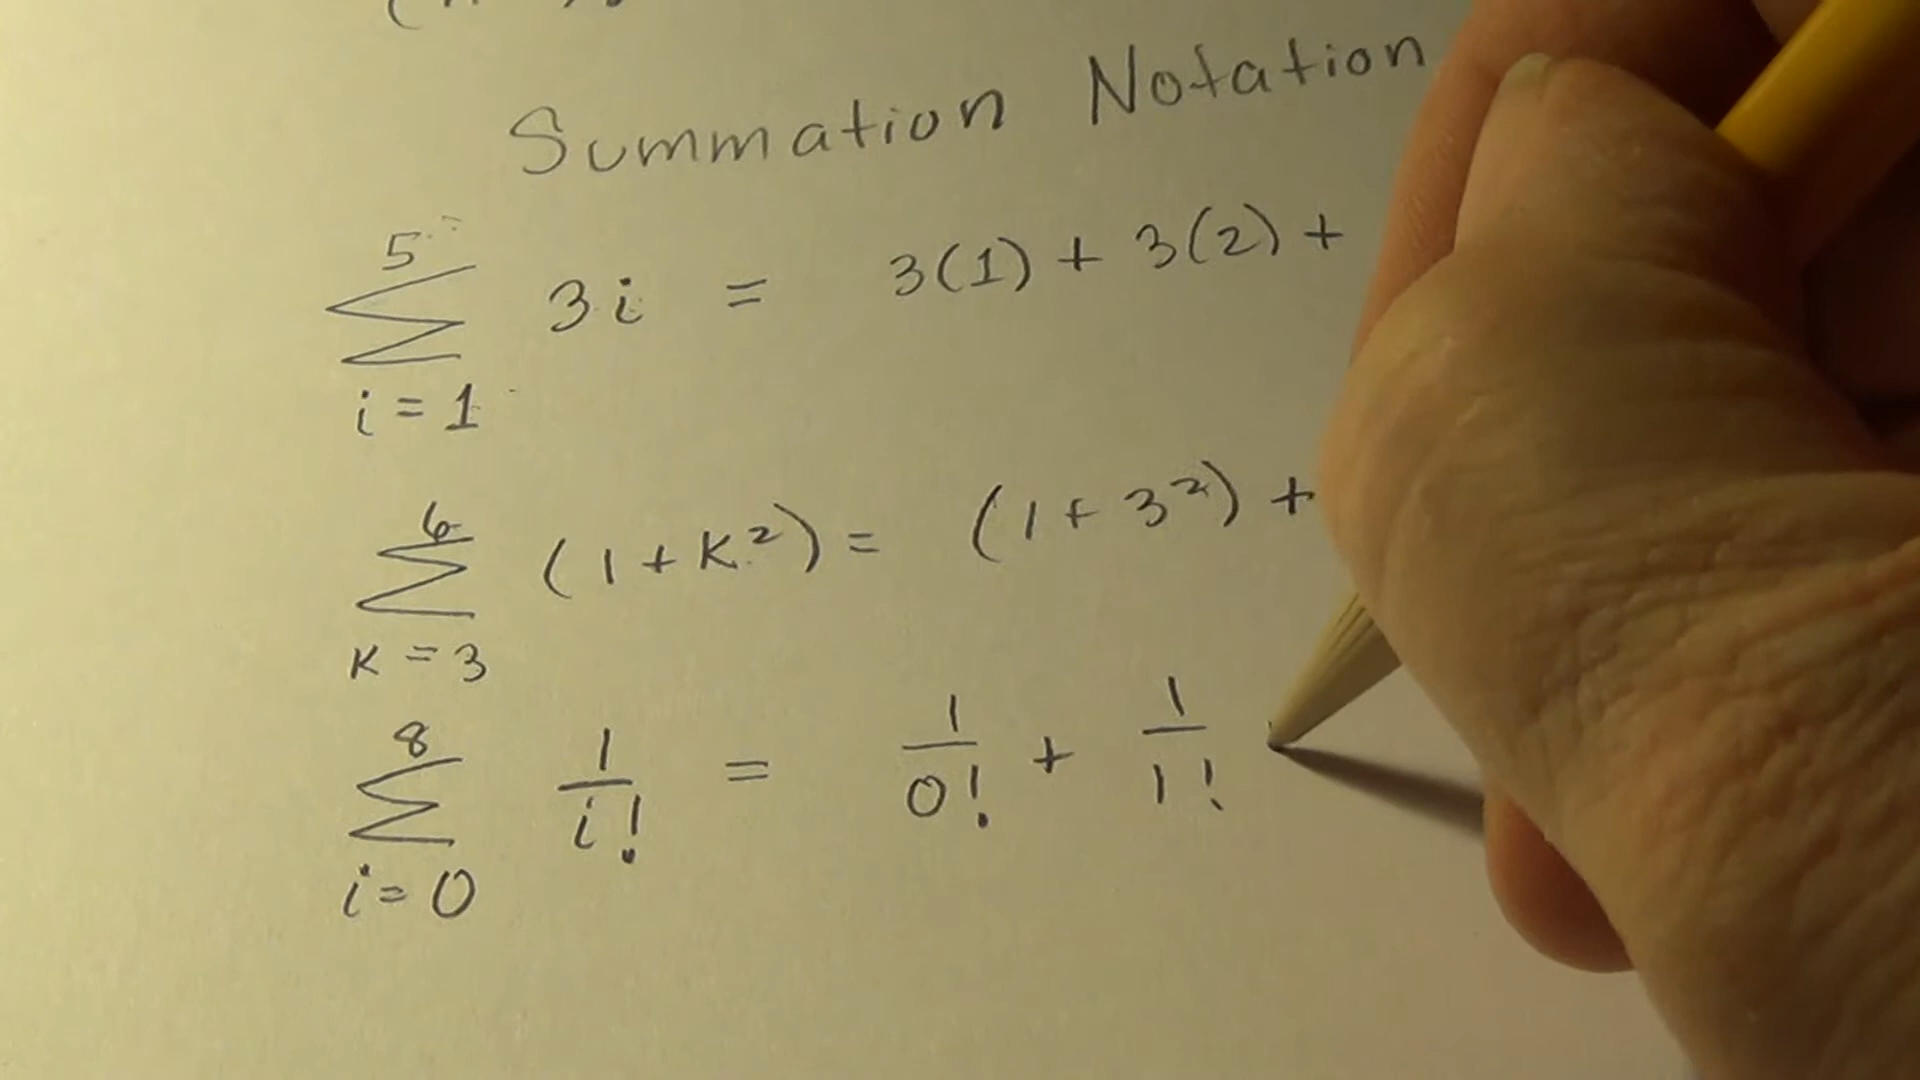 Summation Notation
5
∑ 3i = 3(1) + 3(2) +
i = 1
6
∑ (1 + K²) = (1 + 3²) +
K = 3
8
∑ 1/i! = 1/0! + 1/1!
i = 0